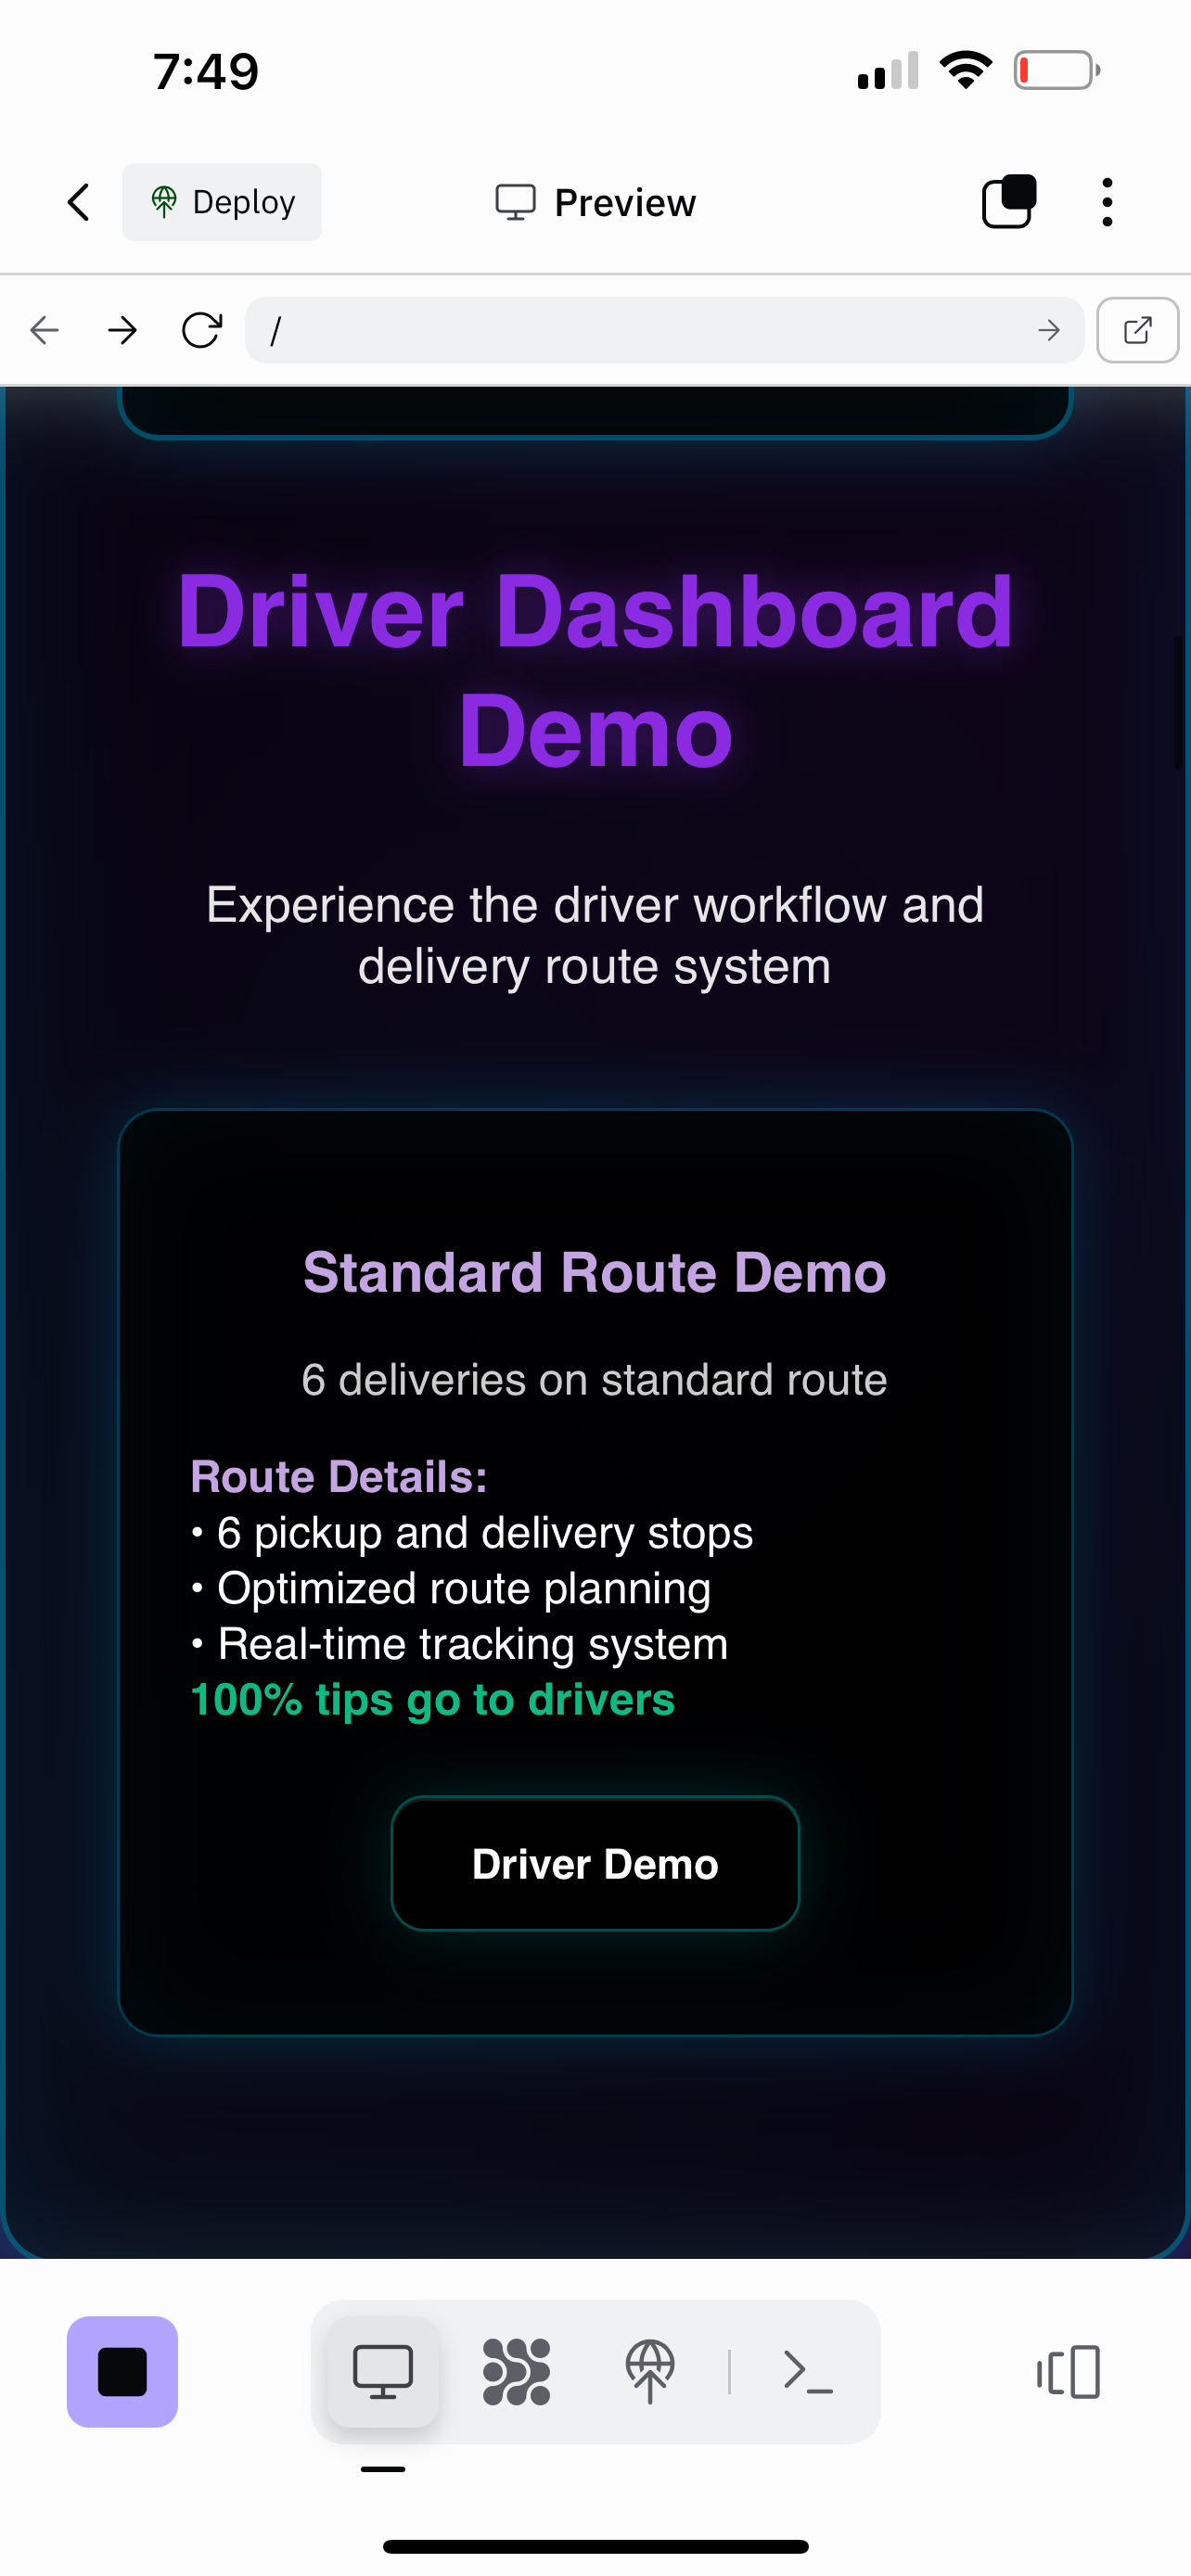 7:49
Deploy
Preview
/
Driver Dashboard
Demo
Experience the driver workflow and
delivery route system
Standard Route Demo
6 deliveries on standard route
Route Details:
• 6 pickup and delivery stops
• Optimized route planning
• Real-time tracking system
100% tips go to drivers
Driver Demo